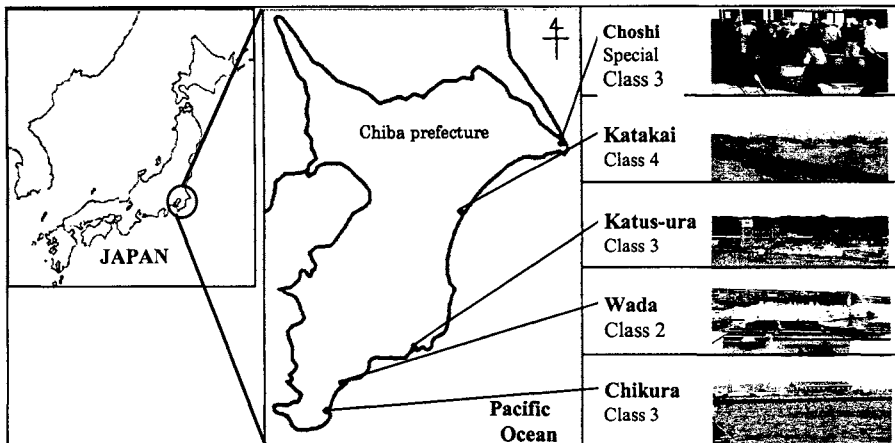 JAPAN
Chiba prefecture
Pacific
Ocean
Choshi
Special
Class 3
Katakai
Class 4
Katus-ura
Class 3
Wada
Class 2
Chikura
Class 3